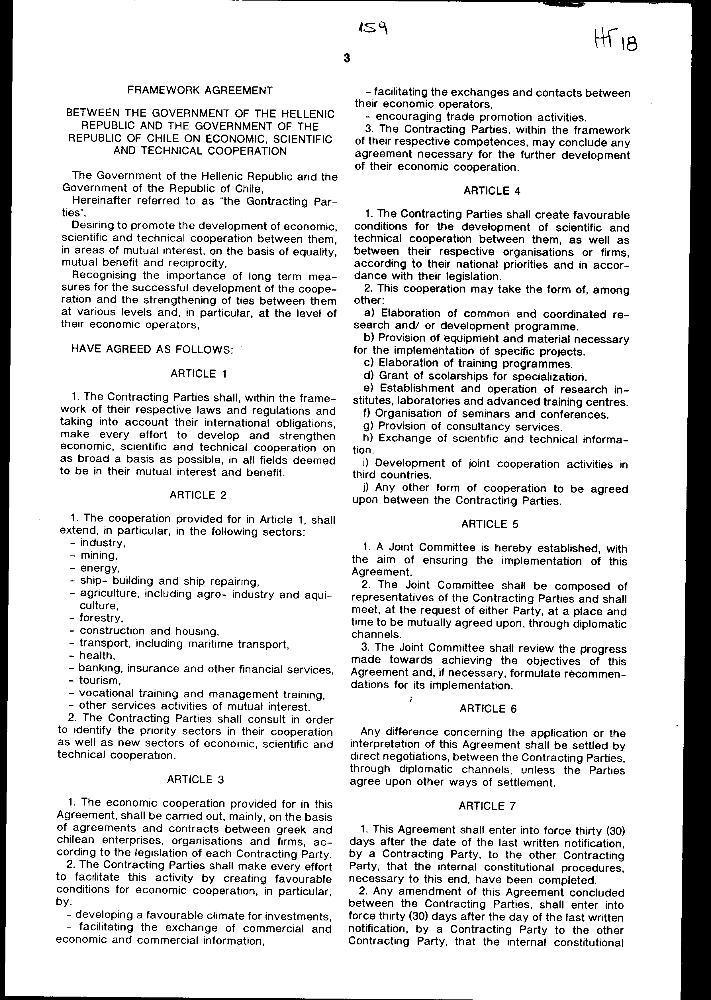 159
18
3
FRAMEWORK AGREEMENT
BETWEEN THE GOVERNMENT OF THE HELLENIC
REPUBLIC AND THE GOVERNMENT OF THE
REPUBLIC OF CHILE ON ECONOMIC, SCIENTIFIC
AND TECHNICAL COOPERATION
The Government of the Hellenic Republic and the
Government of the Republic of Chile,
Hereinafter referred to as "the Gontracting Par-
ties",
Desiring to promote the development of economic,
scientific and technical cooperation between them,
in areas of mutual interest, on the basis of equality,
mutual benefit and reciprocity,
Recognising the importance of long term mea-
sures for the successful development of the coope-
ration and the strengthening of ties between them
at various levels and, in particular, at the level of
their economic operators,
HAVE AGREED AS FOLLOWS:
ARTICLE 1
1. The Contracting Parties shall, within the frame-
work of their respective laws and regulations and
taking into account their international obligations,
make every effort to develop and strengthen
economic, scientific and technical cooperation on
as broad a basis as possible, in all fields deemed
to be in their mutual interest and benefit.
ARTICLE 2
1. The cooperation provided for in Article 1, shall
extend, in particular, in the following sectors:
- industry,
- mining,
- energy,
- ship- building and ship repairing,
- agriculture, including agro- industry and aqui-
culture,
- forestry,
- construction and housing,
- transport, including maritime transport,
- health,
- banking, insurance and other financial services,
- tourism,
- vocational training and management training,
- other services activities of mutual interest.
2. The Contracting Parties shall consult in order
to identify the priority sectors in their cooperation
as well as new sectors of economic, scientific and
technical cooperation.
ARTICLE 3
1. The economic cooperation provided for in this
Agreement, shall be carried out, mainly, on the basis
of agreements and contracts between greek and
chilean enterprises, organisations and firms, ac-
cording to the legislation of each Contracting Party.
2. The Contracting Parties shall make every effort
to facilitate this activity by creating favourable
conditions for economic cooperation, in particular,
by:
- developing a favourable climate for investments,
- facilitating the exchange of commercial and
economic and commercial information,
- facilitating the exchanges and contacts between
their economic operators,
- encouraging trade promotion activities.
3. The Contracting Parties, within the framework
of their respective competences, may conclude any
agreement necessary for the further development
of their economic cooperation.
ARTICLE 4
1. The Contracting Parties shall create favourable
conditions for the development of scientific and
technical cooperation between them, as well as
between their respective organisations or firms,
according to their national priorities and in accor-
dance with their legislation.
2. This cooperation may take the form of, among
other:
a) Elaboration of common and coordinated re-
search and/ or development programme.
b) Provision of equipment and material necessary
for the implementation of specific projects.
c) Elaboration of training programmes.
d) Grant of scolarships for specialization.
e) Establishment and operation of research in-
stitutes, laboratories and advanced training centres.
f) Organisation of seminars and conferences.
g) Provision of consultancy services.
h) Exchange of scientific and technical informa-
tion.
i) Development of joint cooperation activities in
third countries.
j) Any other form of cooperation to be agreed
upon between the Contracting Parties.
ARTICLE 5
1. A Joint Committee is hereby established, with
the aim of ensuring the implementation of this
Agreement.
2. The Joint Committee shall be composed of
representatives of the Contracting Parties and shall
meet, at the request of either Party, at a place and
time to be mutually agreed upon, through diplomatic
channels.
3. The Joint Committee shall review the progress
made towards achieving the objectives of this
Agreement and, if necessary, formulate recommen-
dations for its implementation.
ARTICLE 6
Any difference concerning the application or the
interpretation of this Agreement shall be settled by
direct negotiations, between the Contracting Parties,
through diplomatic channels, unless the Parties
agree upon other ways of settlement.
ARTICLE 7
1. This Agreement shall enter into force thirty (30)
days after the date of the last written notification,
by a Contracting Party, to the other Contracting
Party, that the internal constitutional procedures,
necessary to this end, have been completed.
2. Any amendment of this Agreement concluded
between the Contracting Parties, shall enter into
force thirty (30) days after the day of the last written
notification, by a Contracting Party to the other
Contracting Party, that the internal constitutional